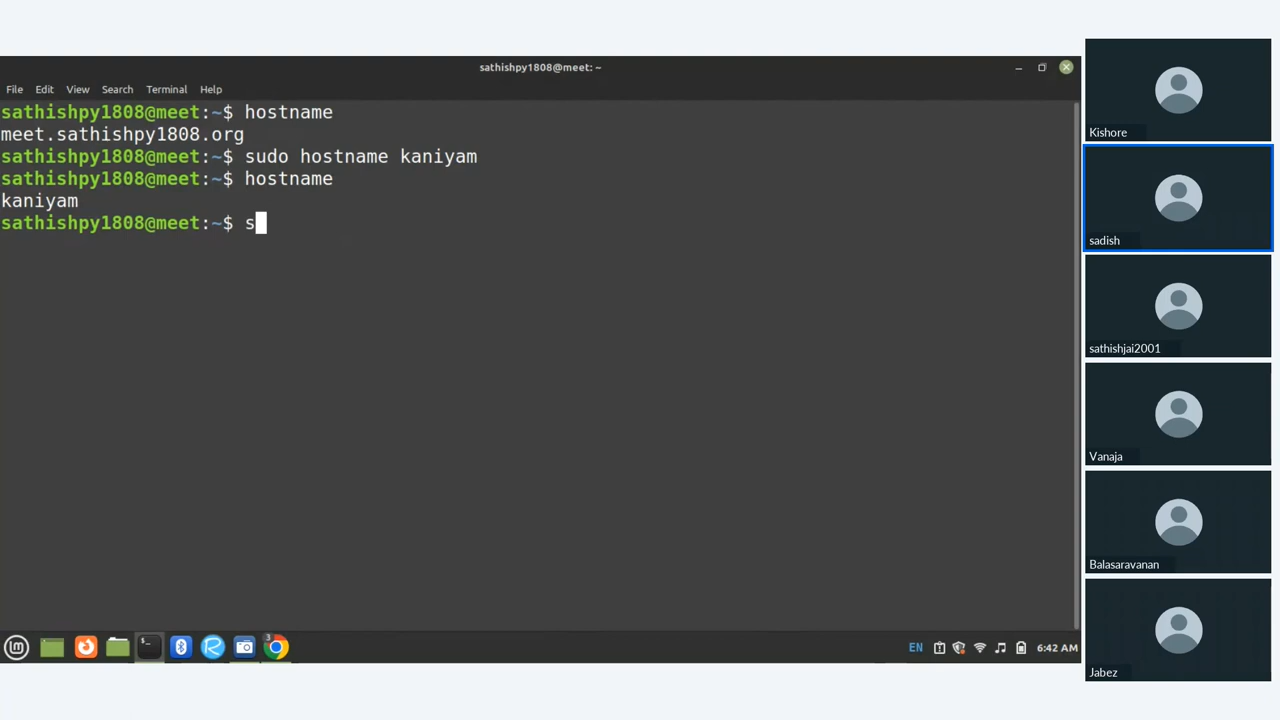 sathishpy1808@meet: ~
File Edit View Search Terminal Help
sathishpy1808@meet:~$ hostname
meet.sathishpy1808.org
sathishpy1808@meet:~$ sudo hostname kaniyam
sathishpy1808@meet:~$ hostname
kaniyam
sathishpy1808@meet:~$ s
EN 6:42 AM
3
Kishore
sadish
sathishjai2001
Vanaja
Balasaravanan
Jabez